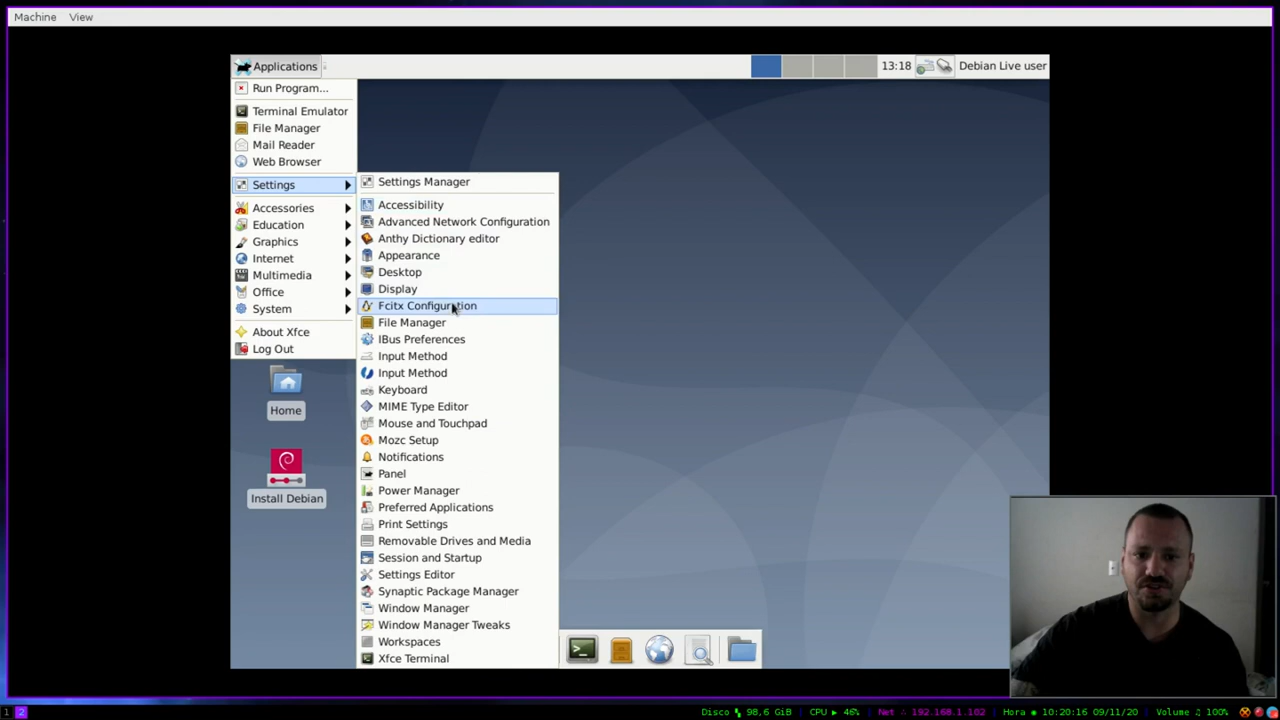 Machine View
Applications
13:18 Debian Live user
Run Program...
Terminal Emulator
File Manager
Mail Reader
Web Browser
Settings
Accessories
Education
Graphics
Internet
Multimedia
Office
System
About Xfce
Log Out
Settings Manager
Accessibility
Advanced Network Configuration
Anthy Dictionary editor
Appearance
Desktop
Display
Fcitx Configuration
File Manager
IBus Preferences
Input Method
Input Method
Keyboard
MIME Type Editor
Mouse and Touchpad
Mozc Setup
Notifications
Panel
Power Manager
Preferred Applications
Print Settings
Removable Drives and Media
Session and Startup
Settings Editor
Synaptic Package Manager
Window Manager
Window Manager Tweaks
Workspaces
Xfce Terminal
Home
Install Debian
1 2 Disco 98,6 GiB CPU 46% Net 192.168.1.102 Hora 10:20:16 09/11/20 Volume 100%